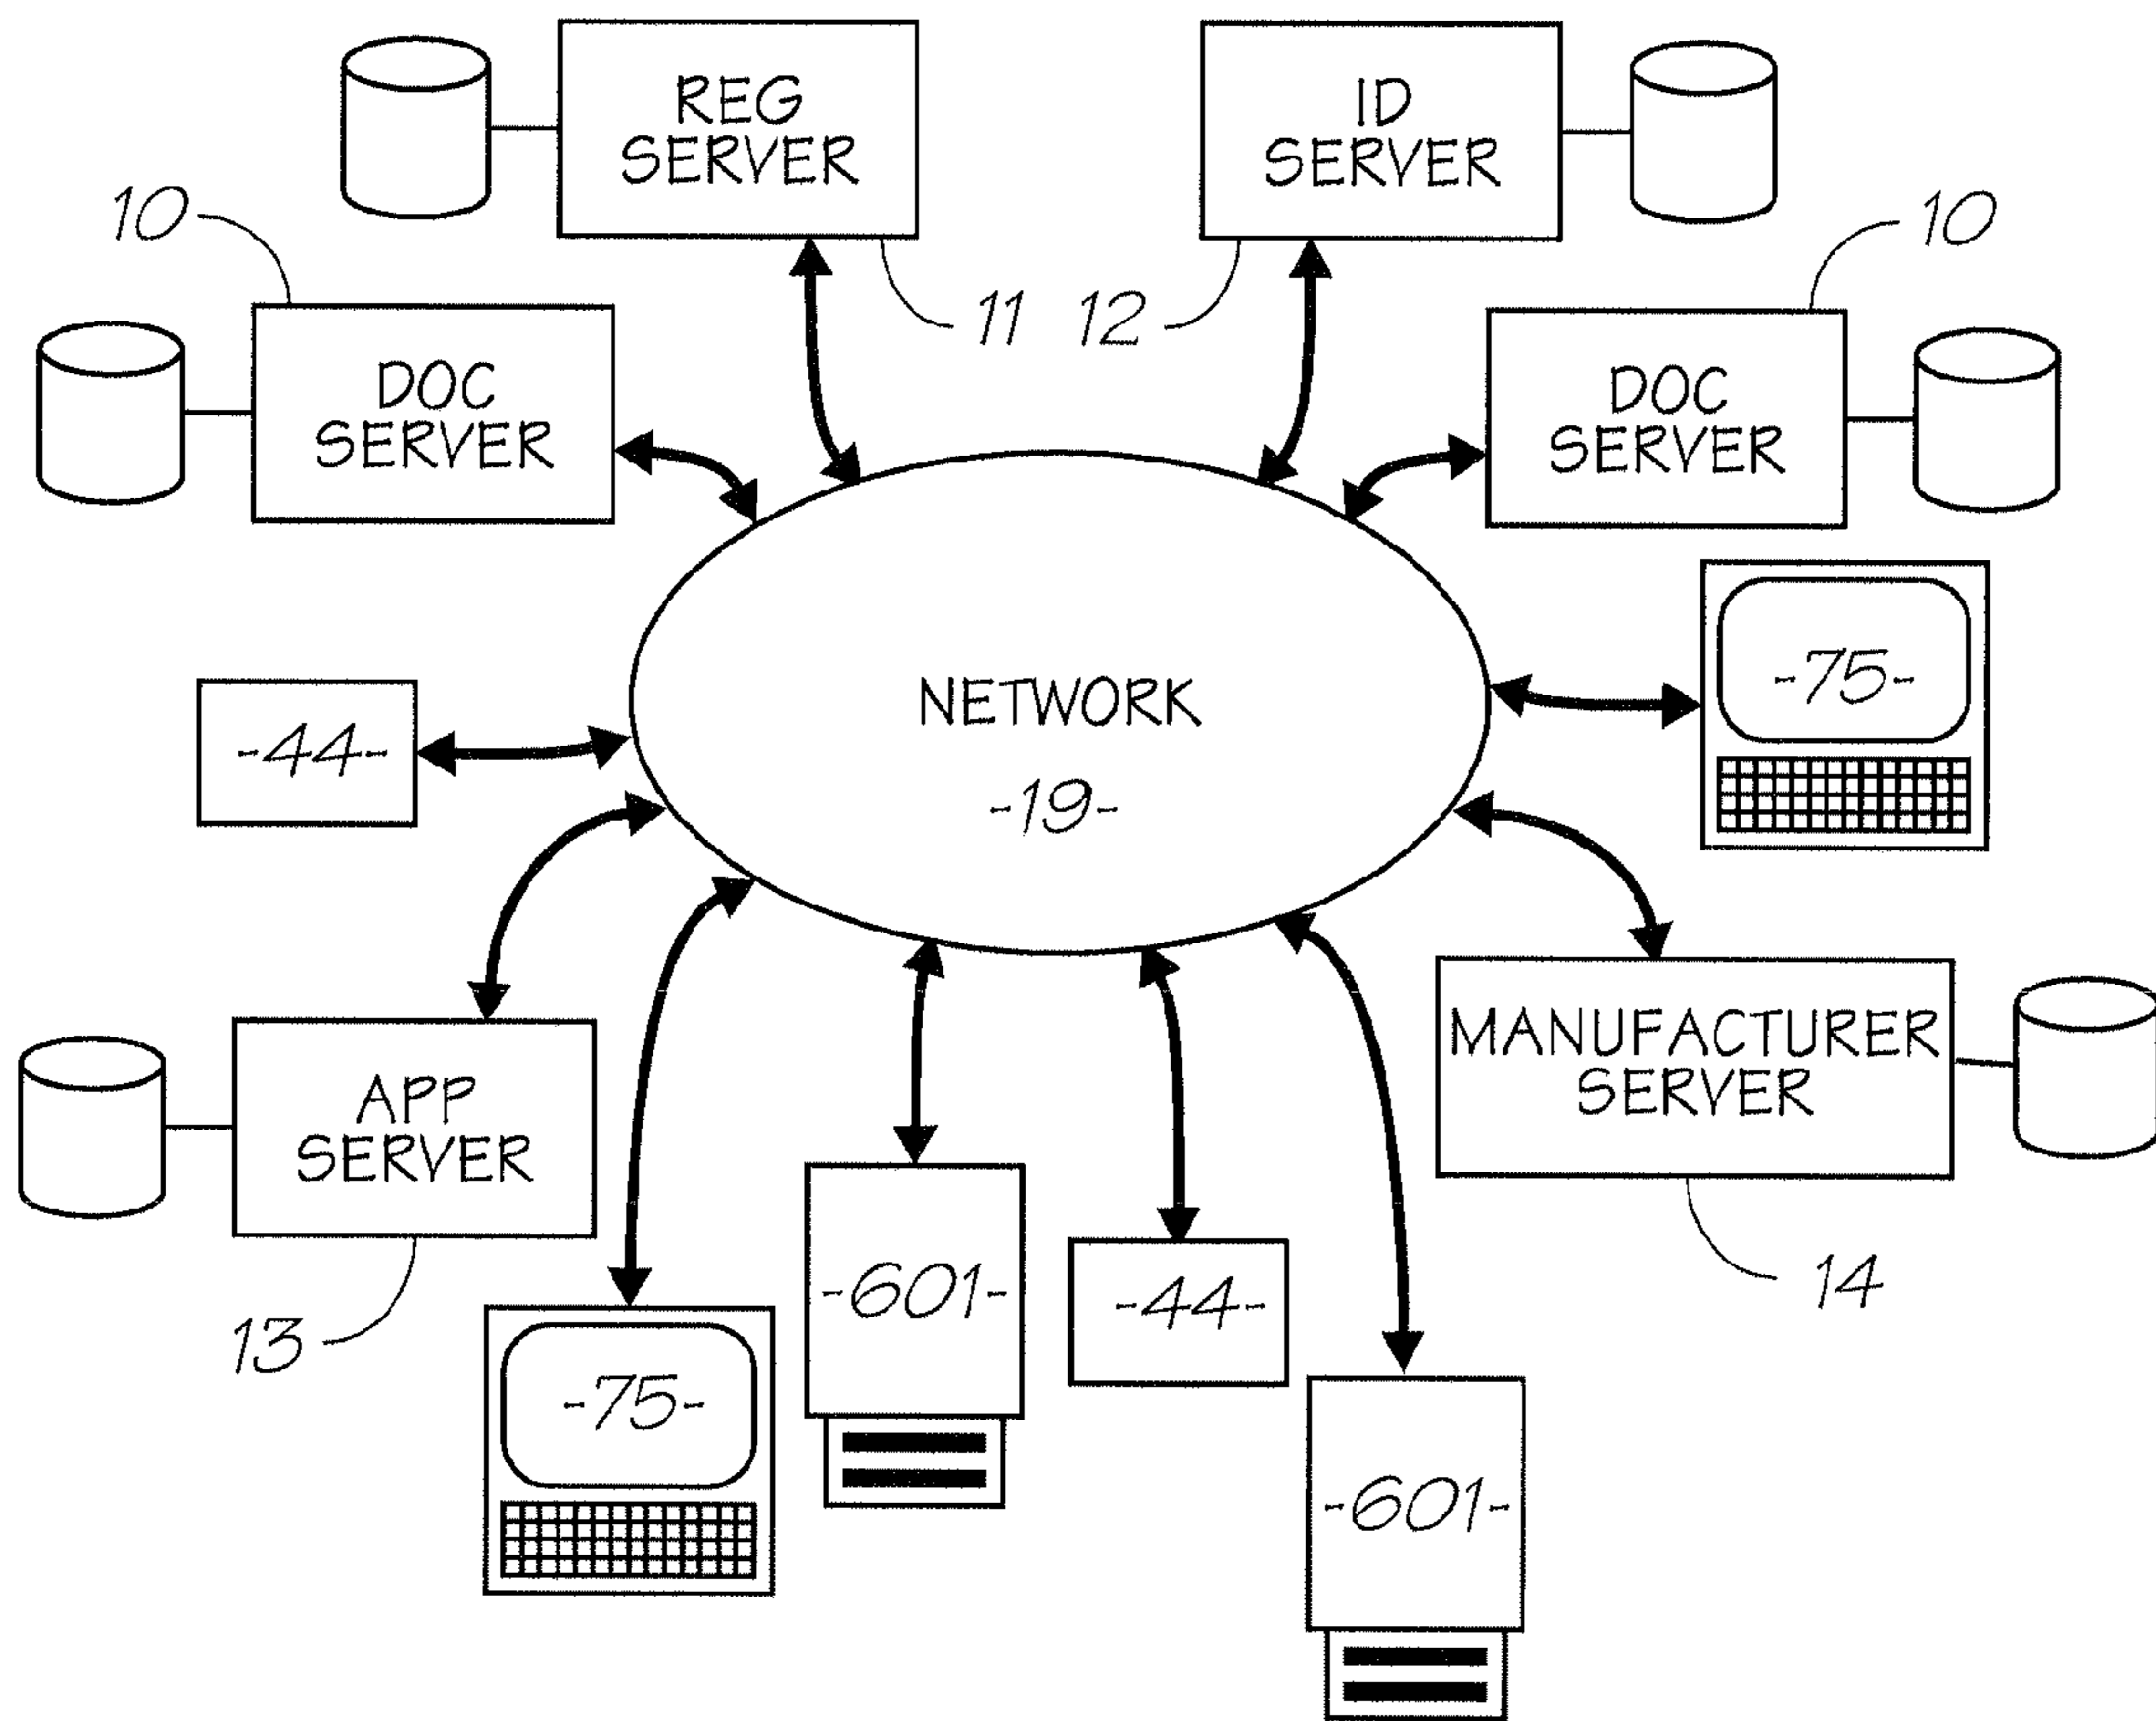 REG
SERVER
ID
SERVER
10
10
11
12
DOC
SERVER
DOC
SERVER
-75-
NETWORK
-19-
-44-
MANUFACTURER
SERVER
APP
SERVER
-601-
-44-
14
13
-75-
-601-